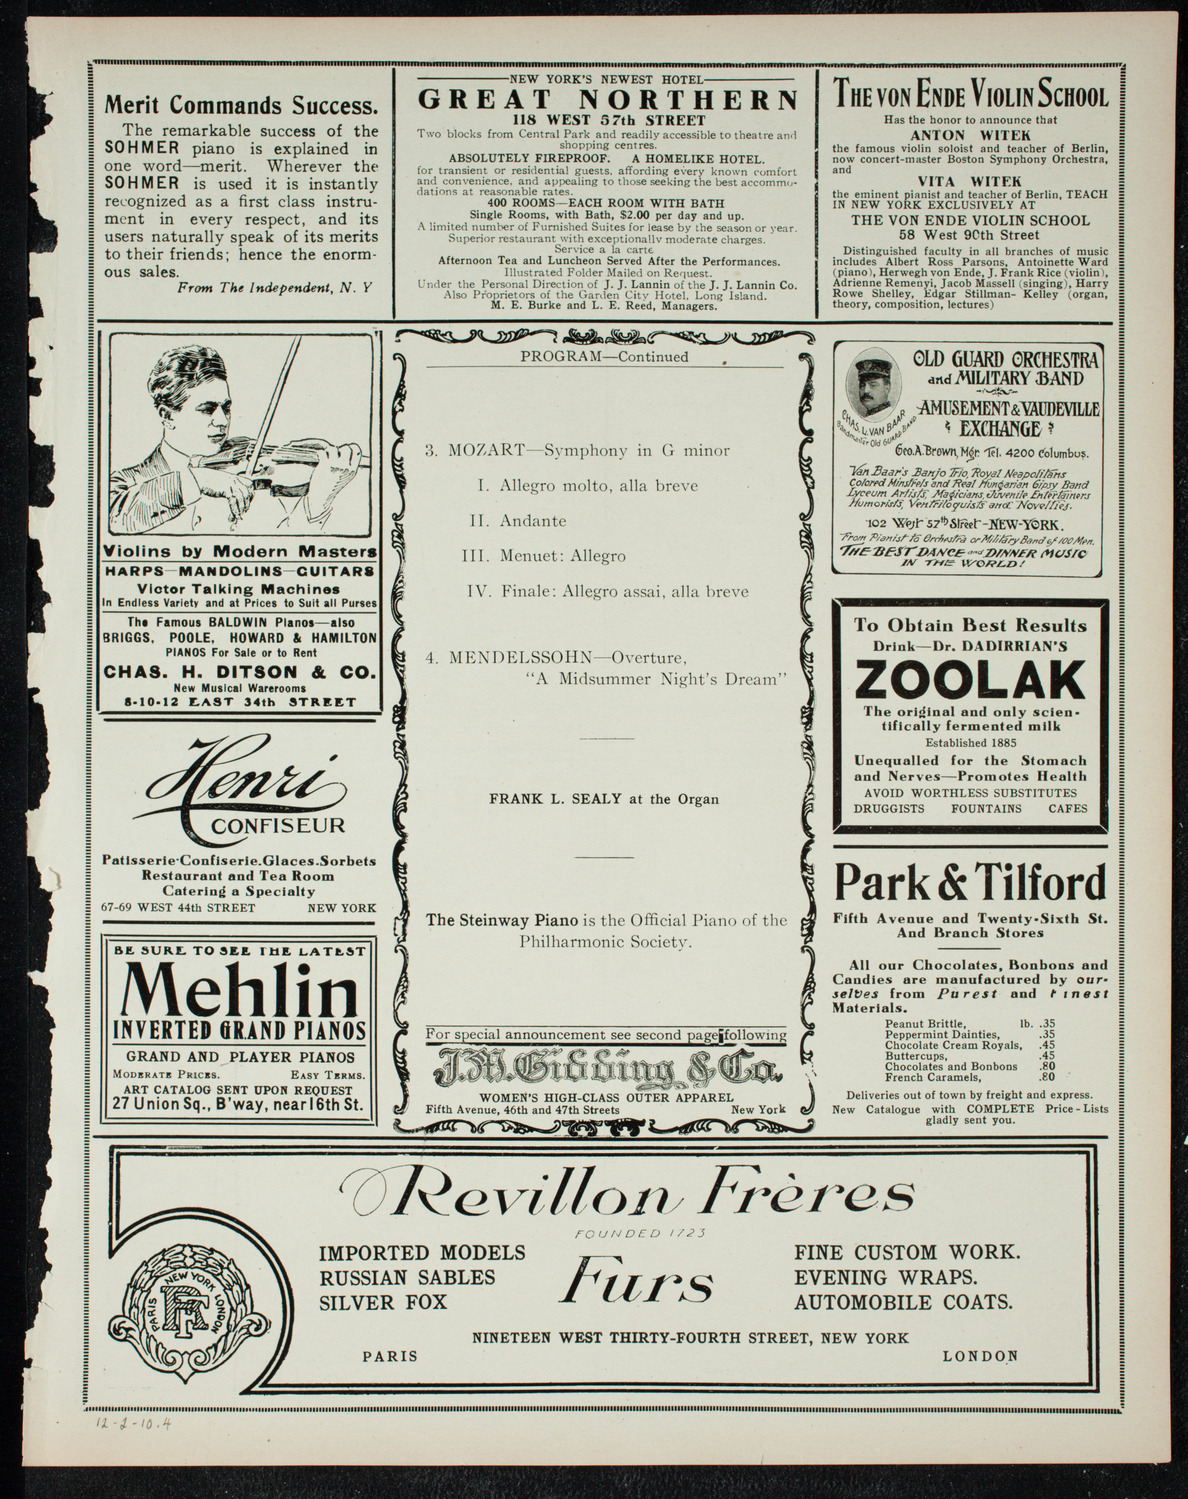 Merit Commands Success.
The remarkable success of the
SOHMER piano is explained in
one word—merit. Wherever the
SOHMER is used it is instantly
recognized as a first class instru-
ment in every respect, and its
users naturally speak of its merits
to their friends; hence the enorm-
ous sales.
From The Independent, N. Y
NEW YORK'S NEWEST HOTEL
GREAT NORTHERN
118 WEST 57th STREET
Two blocks from Central Park and readily accessible to theatre and
shopping centres.
ABSOLUTELY FIREPROOF. A HOMELIKE HOTEL.
for transient or residential guests, affording every known comfort
and convenience, and appealing to those seeking the best accommo-
dations at reasonable rates.
400 ROOMS—EACH ROOM WITH BATH
Single Rooms, with Bath, $2.00 per day and up.
A limited number of Furnished Suites for lease by the season or year.
Superior restaurant with exceptionally moderate charges.
Service a la carte
Afternoon Tea and Luncheon Served After the Performances.
Illustrated Folder Mailed on Request.
Under the Personal Direction of J. J. Lannin of the J. J. Lannin Co.
Also Proprietors of the Garden City Hotel, Long Island.
M. E. Burke and L. E. Reed, Managers.
THE VON ENDE VIOLIN SCHOOL
Has the honor to announce that
ANTON WITEK
the famous violin soloist and teacher of Berlin,
now concert-master Boston Symphony Orchestra,
and
VITA WITEK
the eminent pianist and teacher of Berlin, TEACH
IN NEW YORK EXCLUSIVELY AT
THE VON ENDE VIOLIN SCHOOL
58 West 90th Street
Distinguished faculty in all branches of music
includes Albert Ross Parsons, Antoinette Ward
(piano), Herwegh von Ende, J. Frank Rice (violin),
Adrienne Remenyi, Jacob Massell (singing), Harry
Rowe Shelley, Edgar Stillman- Kelley (organ,
theory, composition, lectures)
Violins by Modern Masters
HARPS—MANDOLINS—GUITARS
Victor Talking Machines
In Endless Variety and at Prices to Suit all Purses
The Famous BALDWIN Pianos—also
BRIGGS, POOLE, HOWARD & HAMILTON
PIANOS For Sale or to Rent
CHAS. H. DITSON & CO.
New Musical Warerooms
8-10-12 EAST 34th STREET
Henri
CONFISEUR
Patisserie-Confiserie.Glaces-Sorbets
Restaurant and Tea Room
Catering a Specialty
67-69 WEST 44th STREET NEW YORK
BE SURE TO SEE THE LATEST
Mehlin
INVERTED GRAND PIANOS
GRAND AND PLAYER PIANOS
MODERATE PRICES. EASY TERMS.
ART CATALOG SENT UPON REQUEST
27 Union Sq., B'way, near 16th St.
PROGRAM—Continued
3. MOZART—Symphony in G minor
I. Allegro molto, alla breve
II. Andante
III. Menuet: Allegro
IV. Finale: Allegro assai, alla breve
4. MENDELSSOHN—Overture,
"A Midsummer Night's Dream"
FRANK L. SEALY at the Organ
The Steinway Piano is the Official Piano of the
Philharmonic Society.
For special announcement see second page following
J.M. Gidding & Co.
WOMEN'S HIGH-CLASS OUTER APPAREL
Fifth Avenue, 46th and 47th Streets New York
OLD GUARD ORCHESTRA
and MILITARY BAND
AMUSEMENT & VAUDEVILLE
EXCHANGE
CHAS. L. VAN BAAR
Bandmaster Old GUARD BAND
Geo. A. Brown, Mgr. Tel. 4200 Columbus.
Van Baar's Banjo Trio, Royal Neapolitans
Colored Minstrels and Real Hungarian Gipsy Band
Lyceum Artists, Magicians, Juvenile Entertainers
Humorists, Ventriloquists and Novelties.
102 West 57th Street-NEW-YORK.
From Pianist to Orchestra or Military Band of 100 Men.
THE BEST DANCE and DINNER MUSIC
IN THE WORLD!
To Obtain Best Results
Drink—Dr. DADIRRIAN'S
ZOOLAK
The original and only scien-
tifically fermented milk
Established 1885
Unequalled for the Stomach
and Nerves—Promotes Health
AVOID WORTHLESS SUBSTITUTES
DRUGGISTS FOUNTAINS CAFES
Park & Tilford
Fifth Avenue and Twenty-Sixth St.
And Branch Stores
All our Chocolates, Bonbons and
Candies are manufactured by our-
selves from Purest and Finest
Materials.
Peanut Brittle, lb. .35
Peppermint Dainties, .35
Chocolate Cream Royals, .45
Buttercups, .45
Chocolates and Bonbons .80
French Caramels, .80
Deliveries out of town by freight and express.
New Catalogue with COMPLETE Price-Lists
gladly sent you.
Revillon Frères
FOUNDED 1723
IMPORTED MODELS
RUSSIAN SABLES
SILVER FOX
Furs
FINE CUSTOM WORK.
EVENING WRAPS.
AUTOMOBILE COATS.
PARIS NEW YORK LONDON
RF
NINETEEN WEST THIRTY-FOURTH STREET, NEW YORK
PARIS LONDON
12-2-10.4